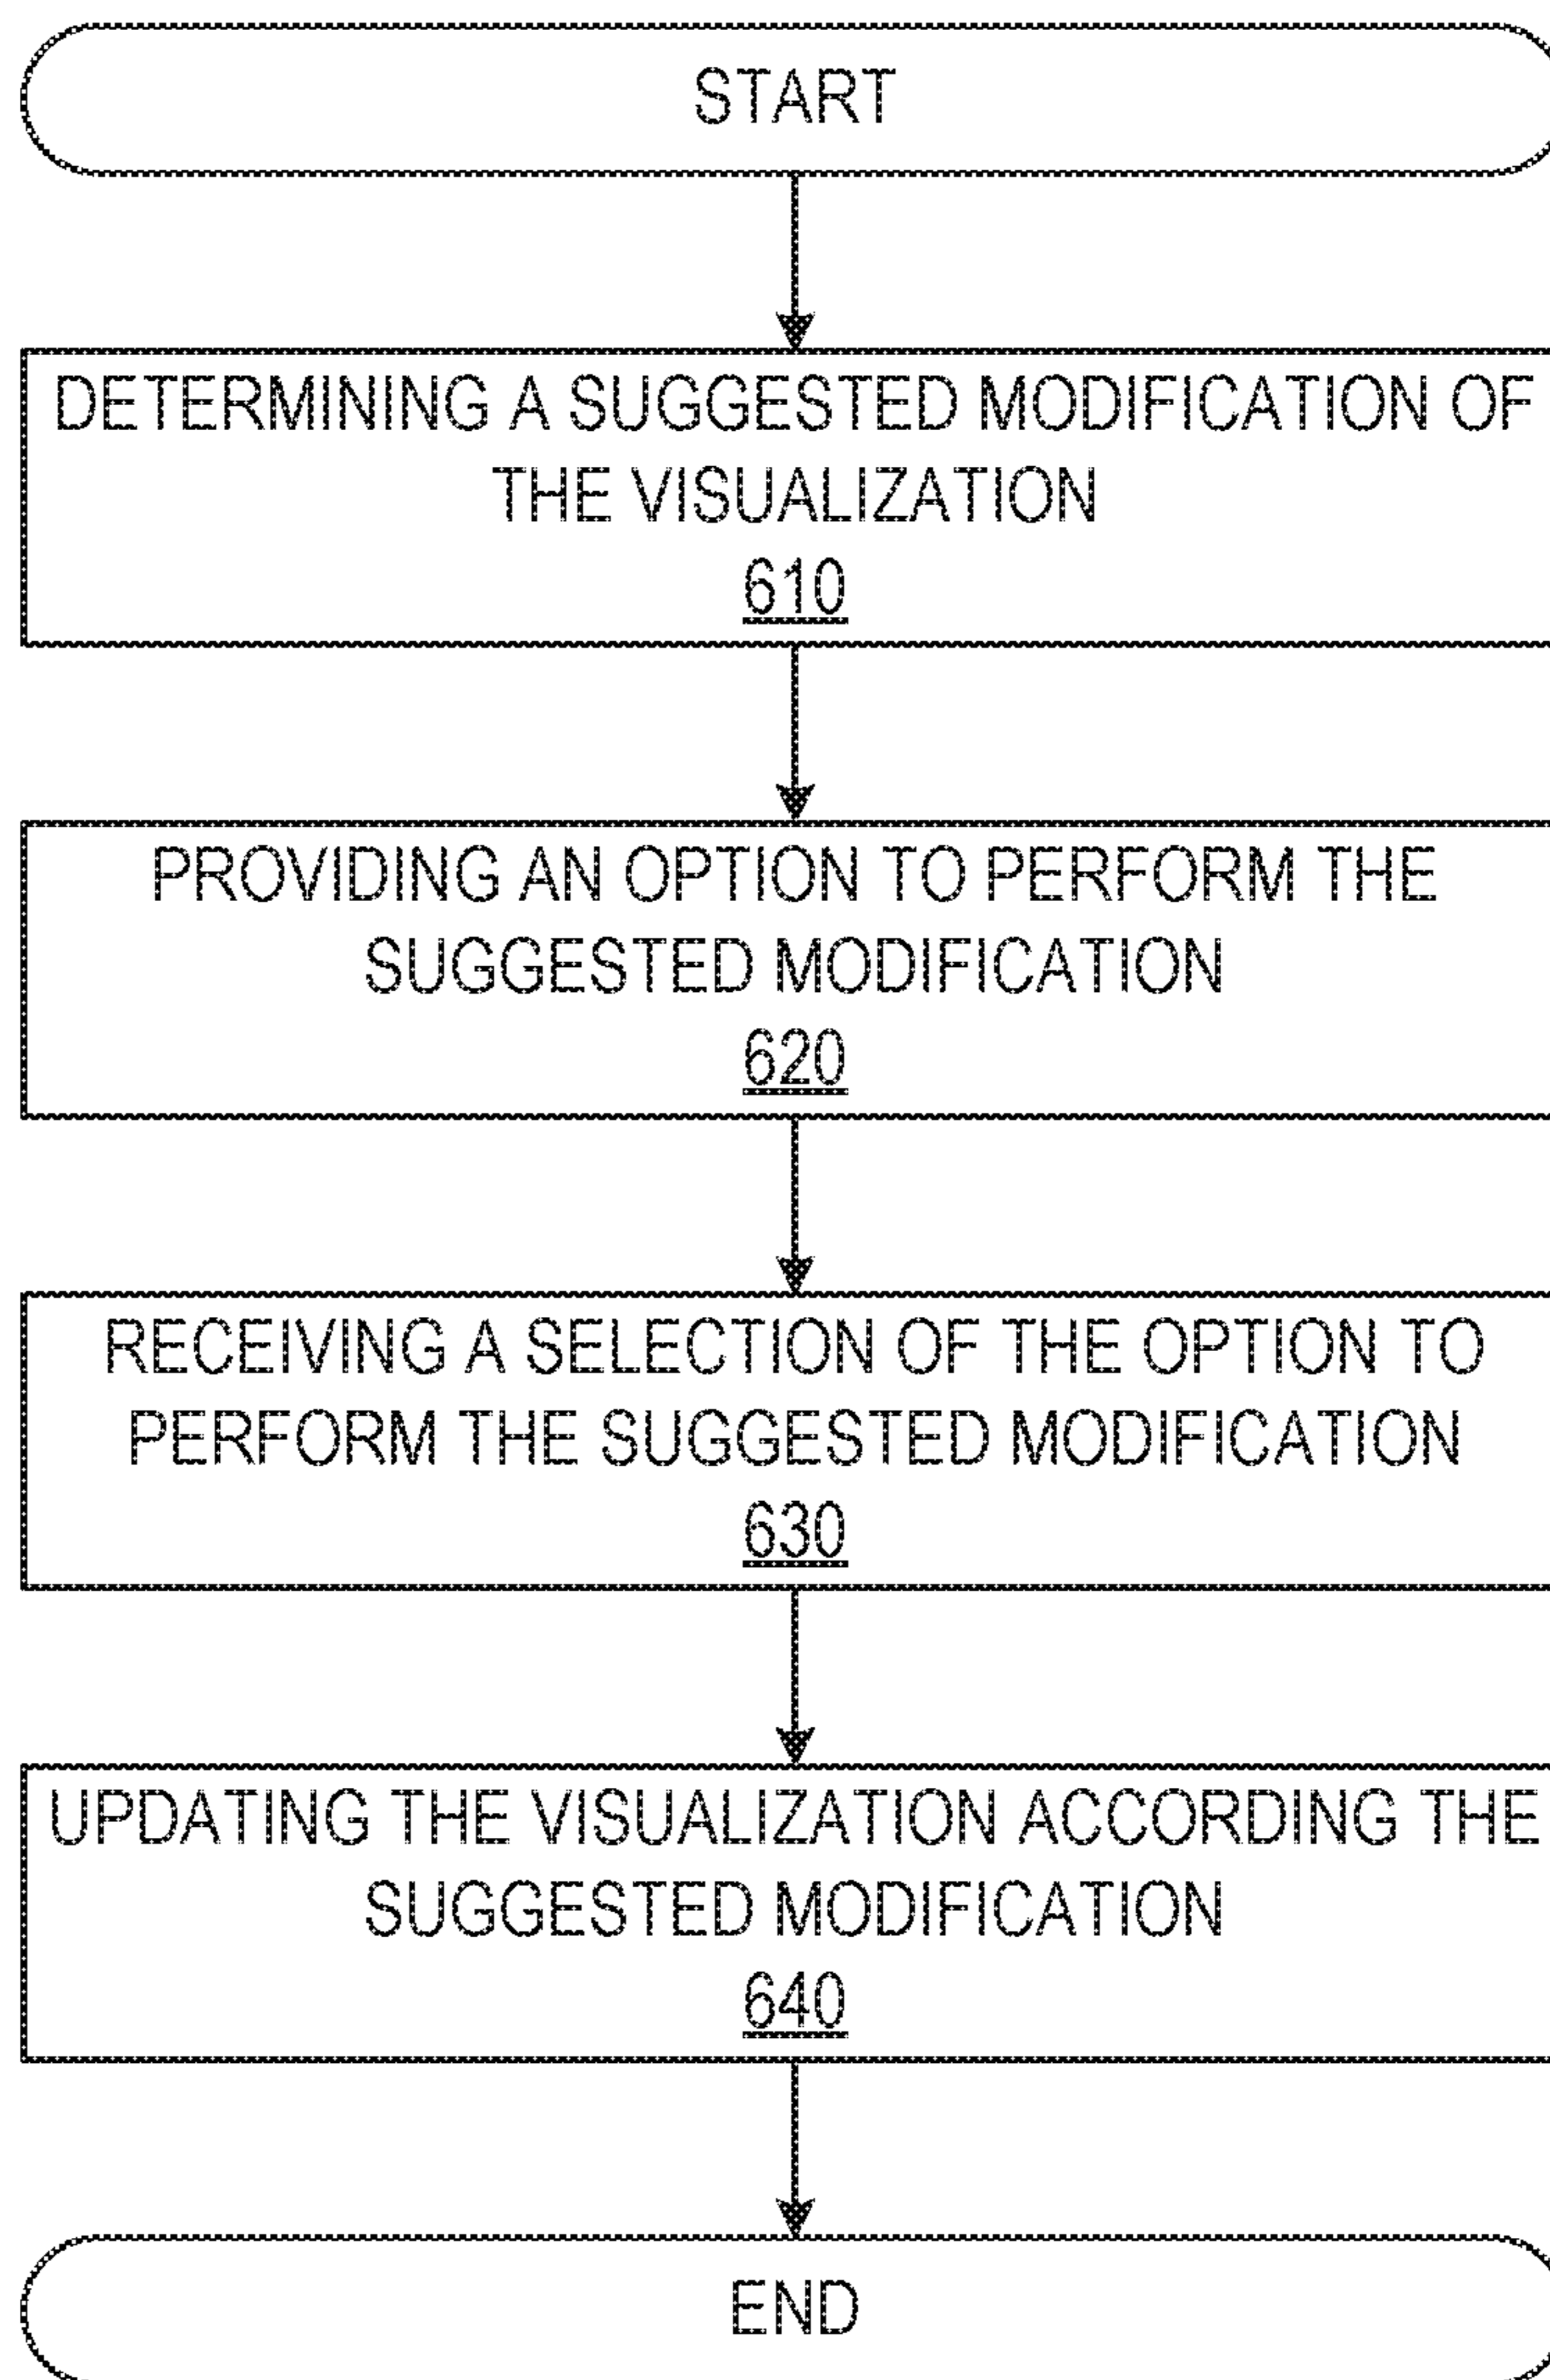 START
DETERMINING A SUGGESTED MODIFICATION OF
THE VISUALIZATION
610
PROVIDING AN OPTION TO PERFORM THE
SUGGESTED MODIFICATION
620
RECEIVING A SELECTION OF THE OPTION TO
PERFORM THE SUGGESTED MODIFICATION
630
UPDATING THE VISUALIZATION ACCORDING THE
SUGGESTED MODIFICATION
640
END